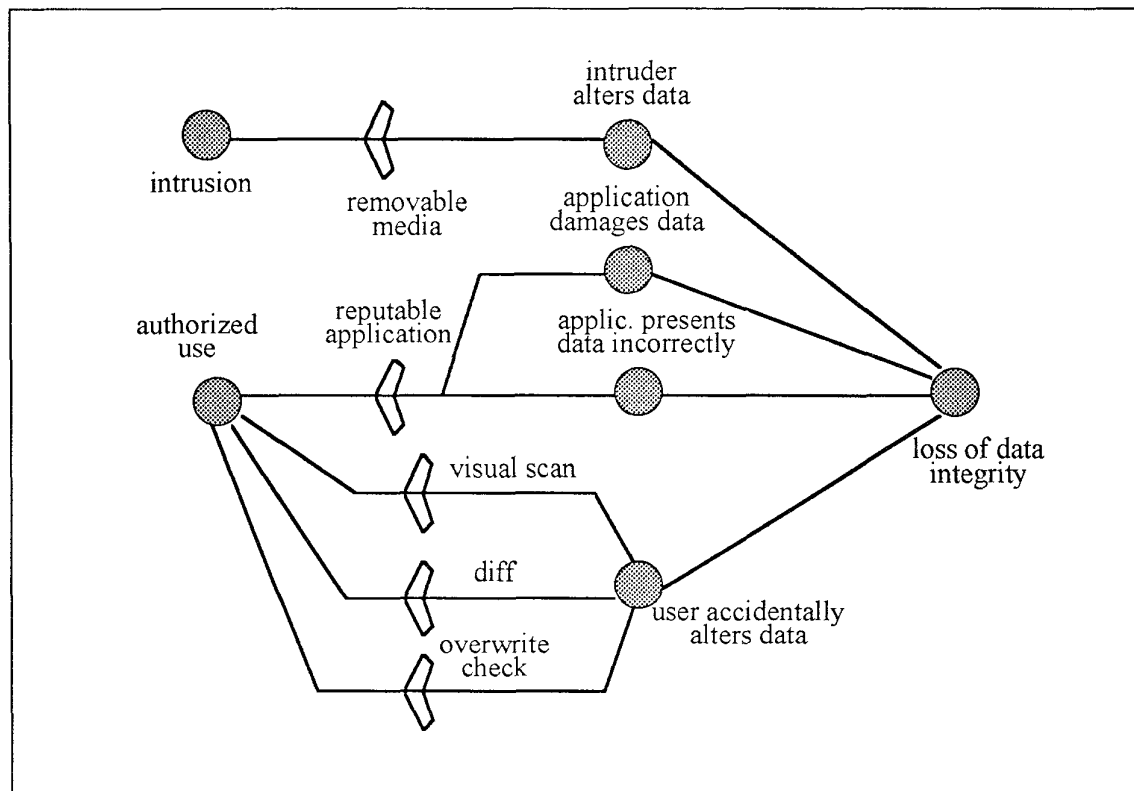 intruder
alters data
intrusion
removable
media
application
damages data
authorized
use
reputable
application
applic. presents
data incorrectly
loss of data
integrity
visual scan
diff
user accidentally
alters data
overwrite
check